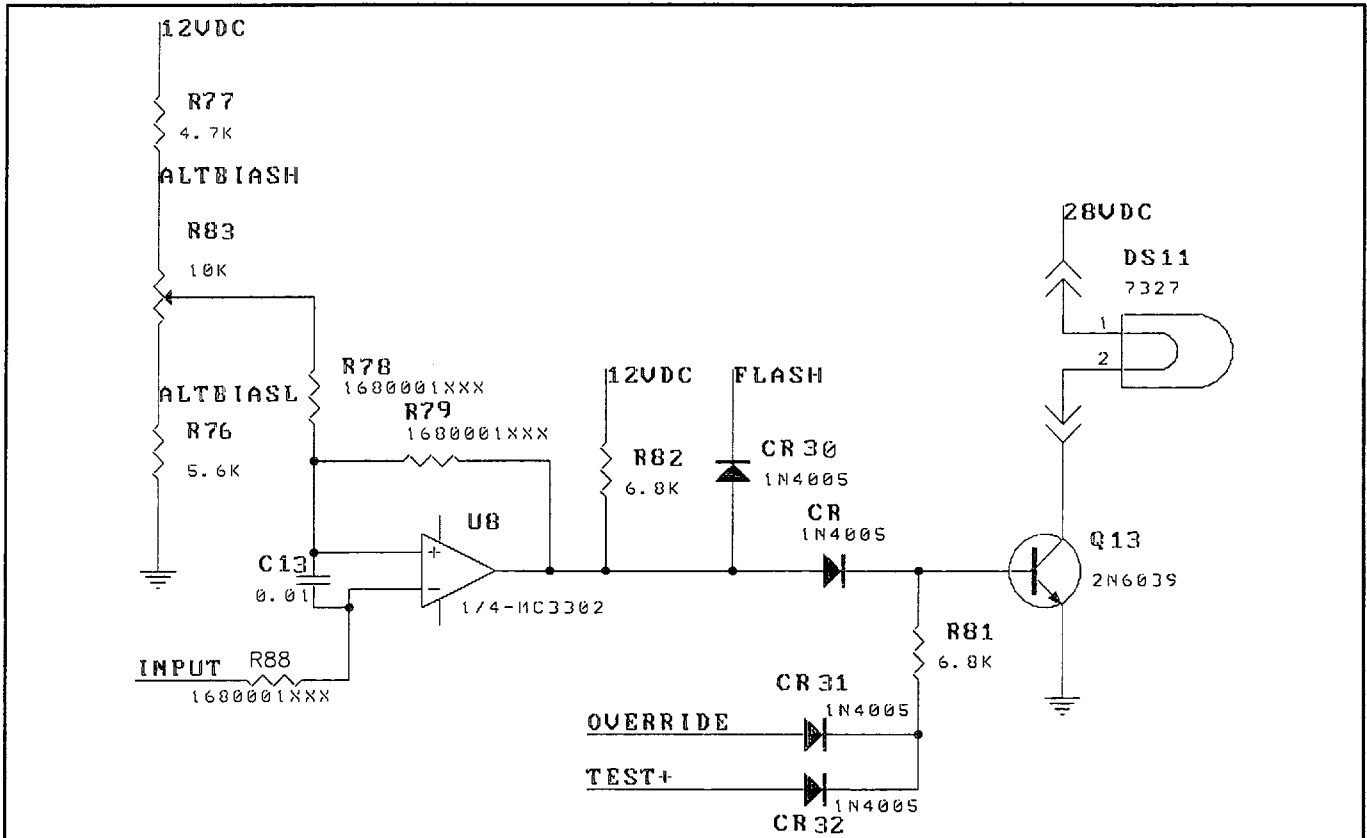 12VDC
R77
4.7K
ALTBIASH
R83
10K
28VDC
DS11
7327
1
2
R78
1680001XXX
ALTBIASL
R79
1680001XXX
R76
5.6K
12VDC
FLASH
R82
6.8K
CR30
1N4005
CR
1N4005
U8
+
-
1/4-MC3302
C13
0.01
Q13
2N6039
INPUT
R88
1680001XXX
R81
6.8K
CR31
1N4005
OVERRIDE
TEST+
1N4005
CR32